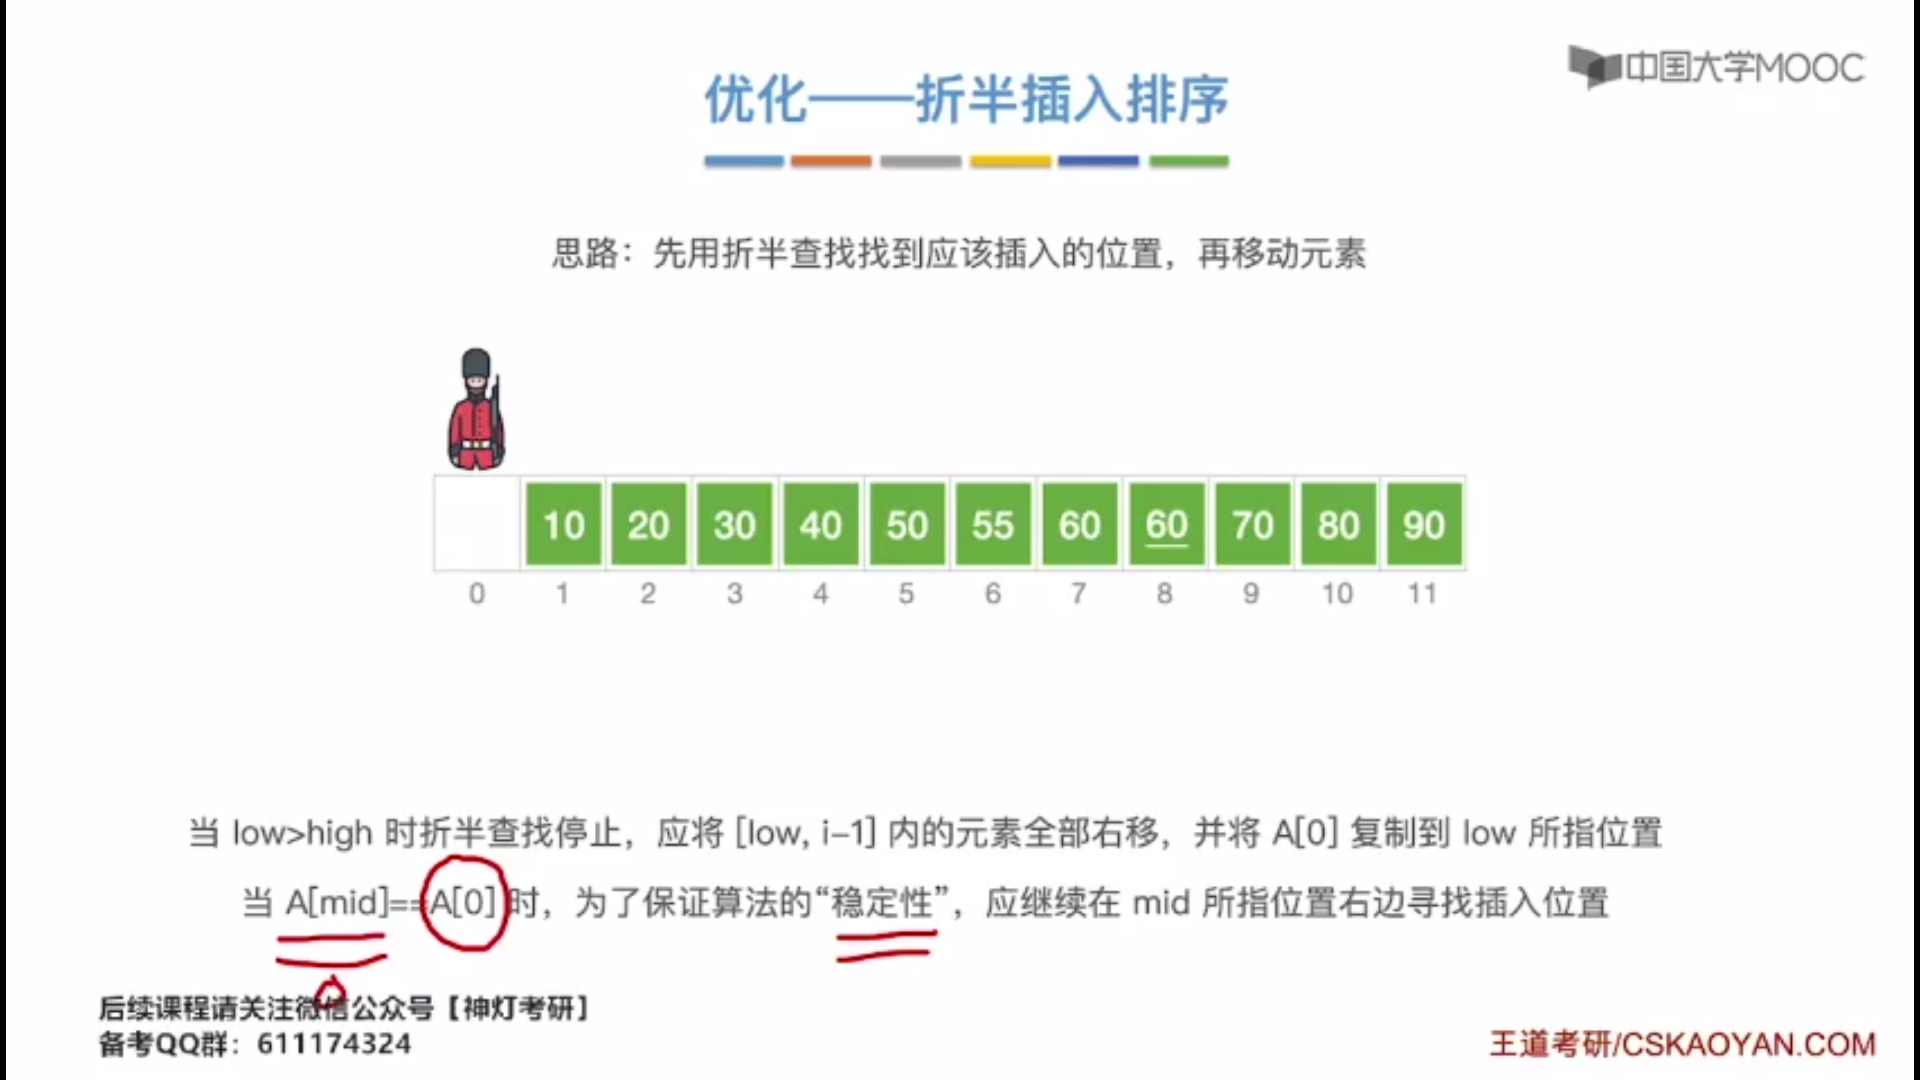 中国大学MOOC
优化——折半插入排序
思路：先用折半查找找到应该插入的位置，再移动元素
10 20 30 40 50 55 60 60 70 80 90
0 1 2 3 4 5 6 7 8 9 10 11
当 low>high 时折半查找停止，应将 [low, i-1] 内的元素全部右移，并将 A[0] 复制到 low 所指位置
当 A[mid]==A[0] 时，为了保证算法的“稳定性”，应继续在 mid 所指位置右边寻找插入位置
后续课程请关注微信公众号【神灯考研】
备考QQ群：611174324
王道考研/CSKAOYAN.COM